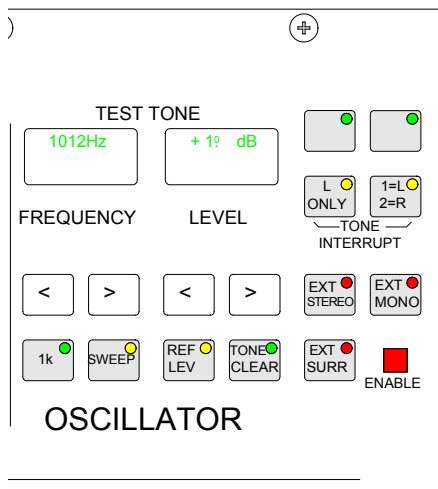 TEST TONE
1012Hz
+ 1⁰ dB
L ONLY
1=L
2=R
FREQUENCY
LEVEL
TONE
INTERRUPT
<
>
<
>
EXT
STEREO
EXT
MONO
1k
SWEEP
REF
LEV
TONE
CLEAR
EXT
SURR
ENABLE
OSCILLATOR